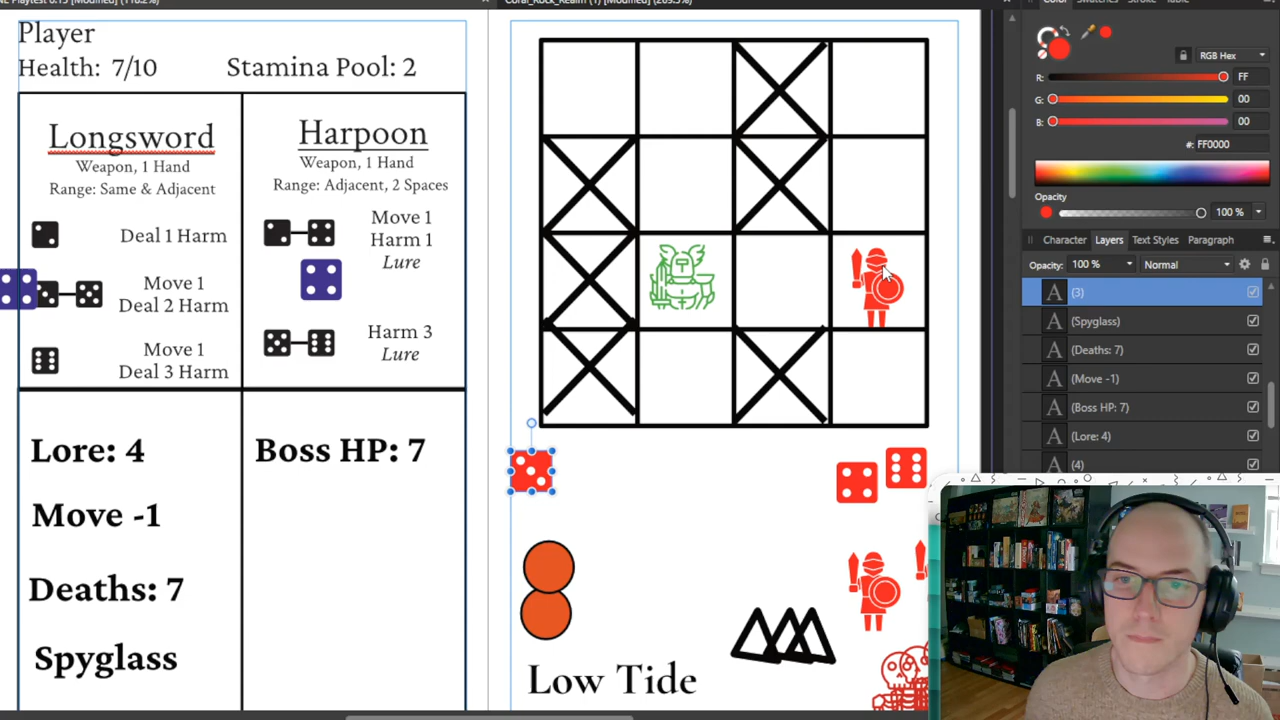 Player
Health: 7/10
Stamina Pool: 2
Longsword
Weapon, 1 Hand
Range: Same & Adjacent
Deal 1 Harm
Move 1
Deal 2 Harm
Move 1
Deal 3 Harm
Harpoon
Weapon, 1 Hand
Range: Adjacent, 2 Spaces
Move 1
Harm 1
Lure
Harm 3
Lure
Lore: 4
Move -1
Deaths: 7
Spyglass
Boss HP: 7
Low Tide
RGB Hex
R:
FF
G:
00
B:
00
#: FF0000
Opacity
100 %
Character
Layers
Text Styles
Paragraph
Opacity: 100 %
Normal
A (3)
A (Spyglass)
A (Deaths: 7)
A (Move -1)
A (Boss HP: 7)
A (Lore: 4)
A (4)